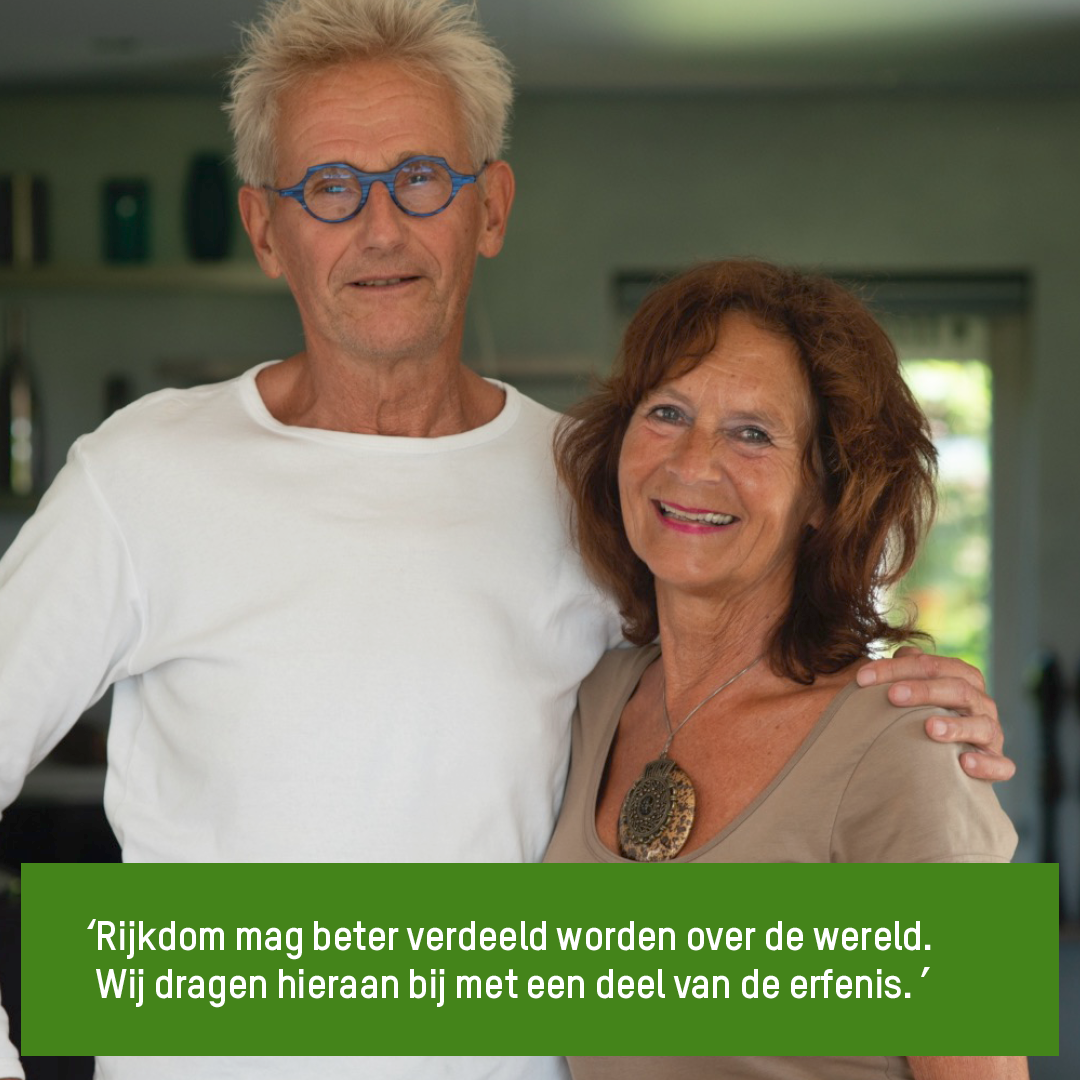 ‘Rijkdom mag beter verdeeld worden over de wereld.
Wij dragen hieraan bij met een deel van de erfenis.’